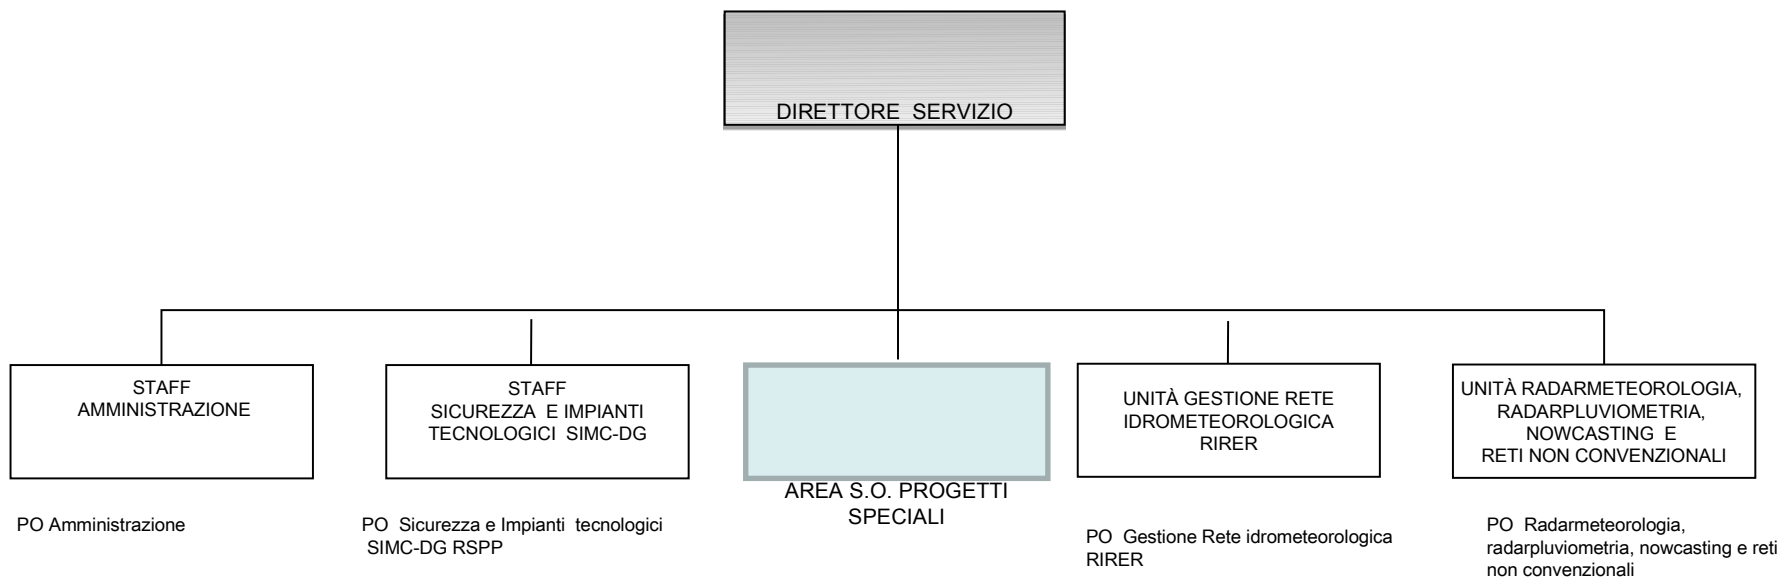 DIRETTORE SERVIZIO
STAFF
AMMINISTRAZIONE
STAFF
SICUREZZA E IMPIANTI
TECNOLOGICI SIMC-DG
AREA S.O. PROGETTI
SPECIALI
UNITÀ GESTIONE RETE
IDROMETEOROLOGICA
RIRER
UNITÀ RADARMETEOROLOGIA,
RADARPLUVIOMETRIA,
NOWCASTING E
RETI NON CONVENZIONALI
PO Amministrazione
PO Sicurezza e Impianti tecnologici
SIMC-DG RSPP
PO Gestione Rete idrometeorologica
RIRER
PO Radarmeteorologia,
radarpluviometria, nowcasting e reti
non convenzionali